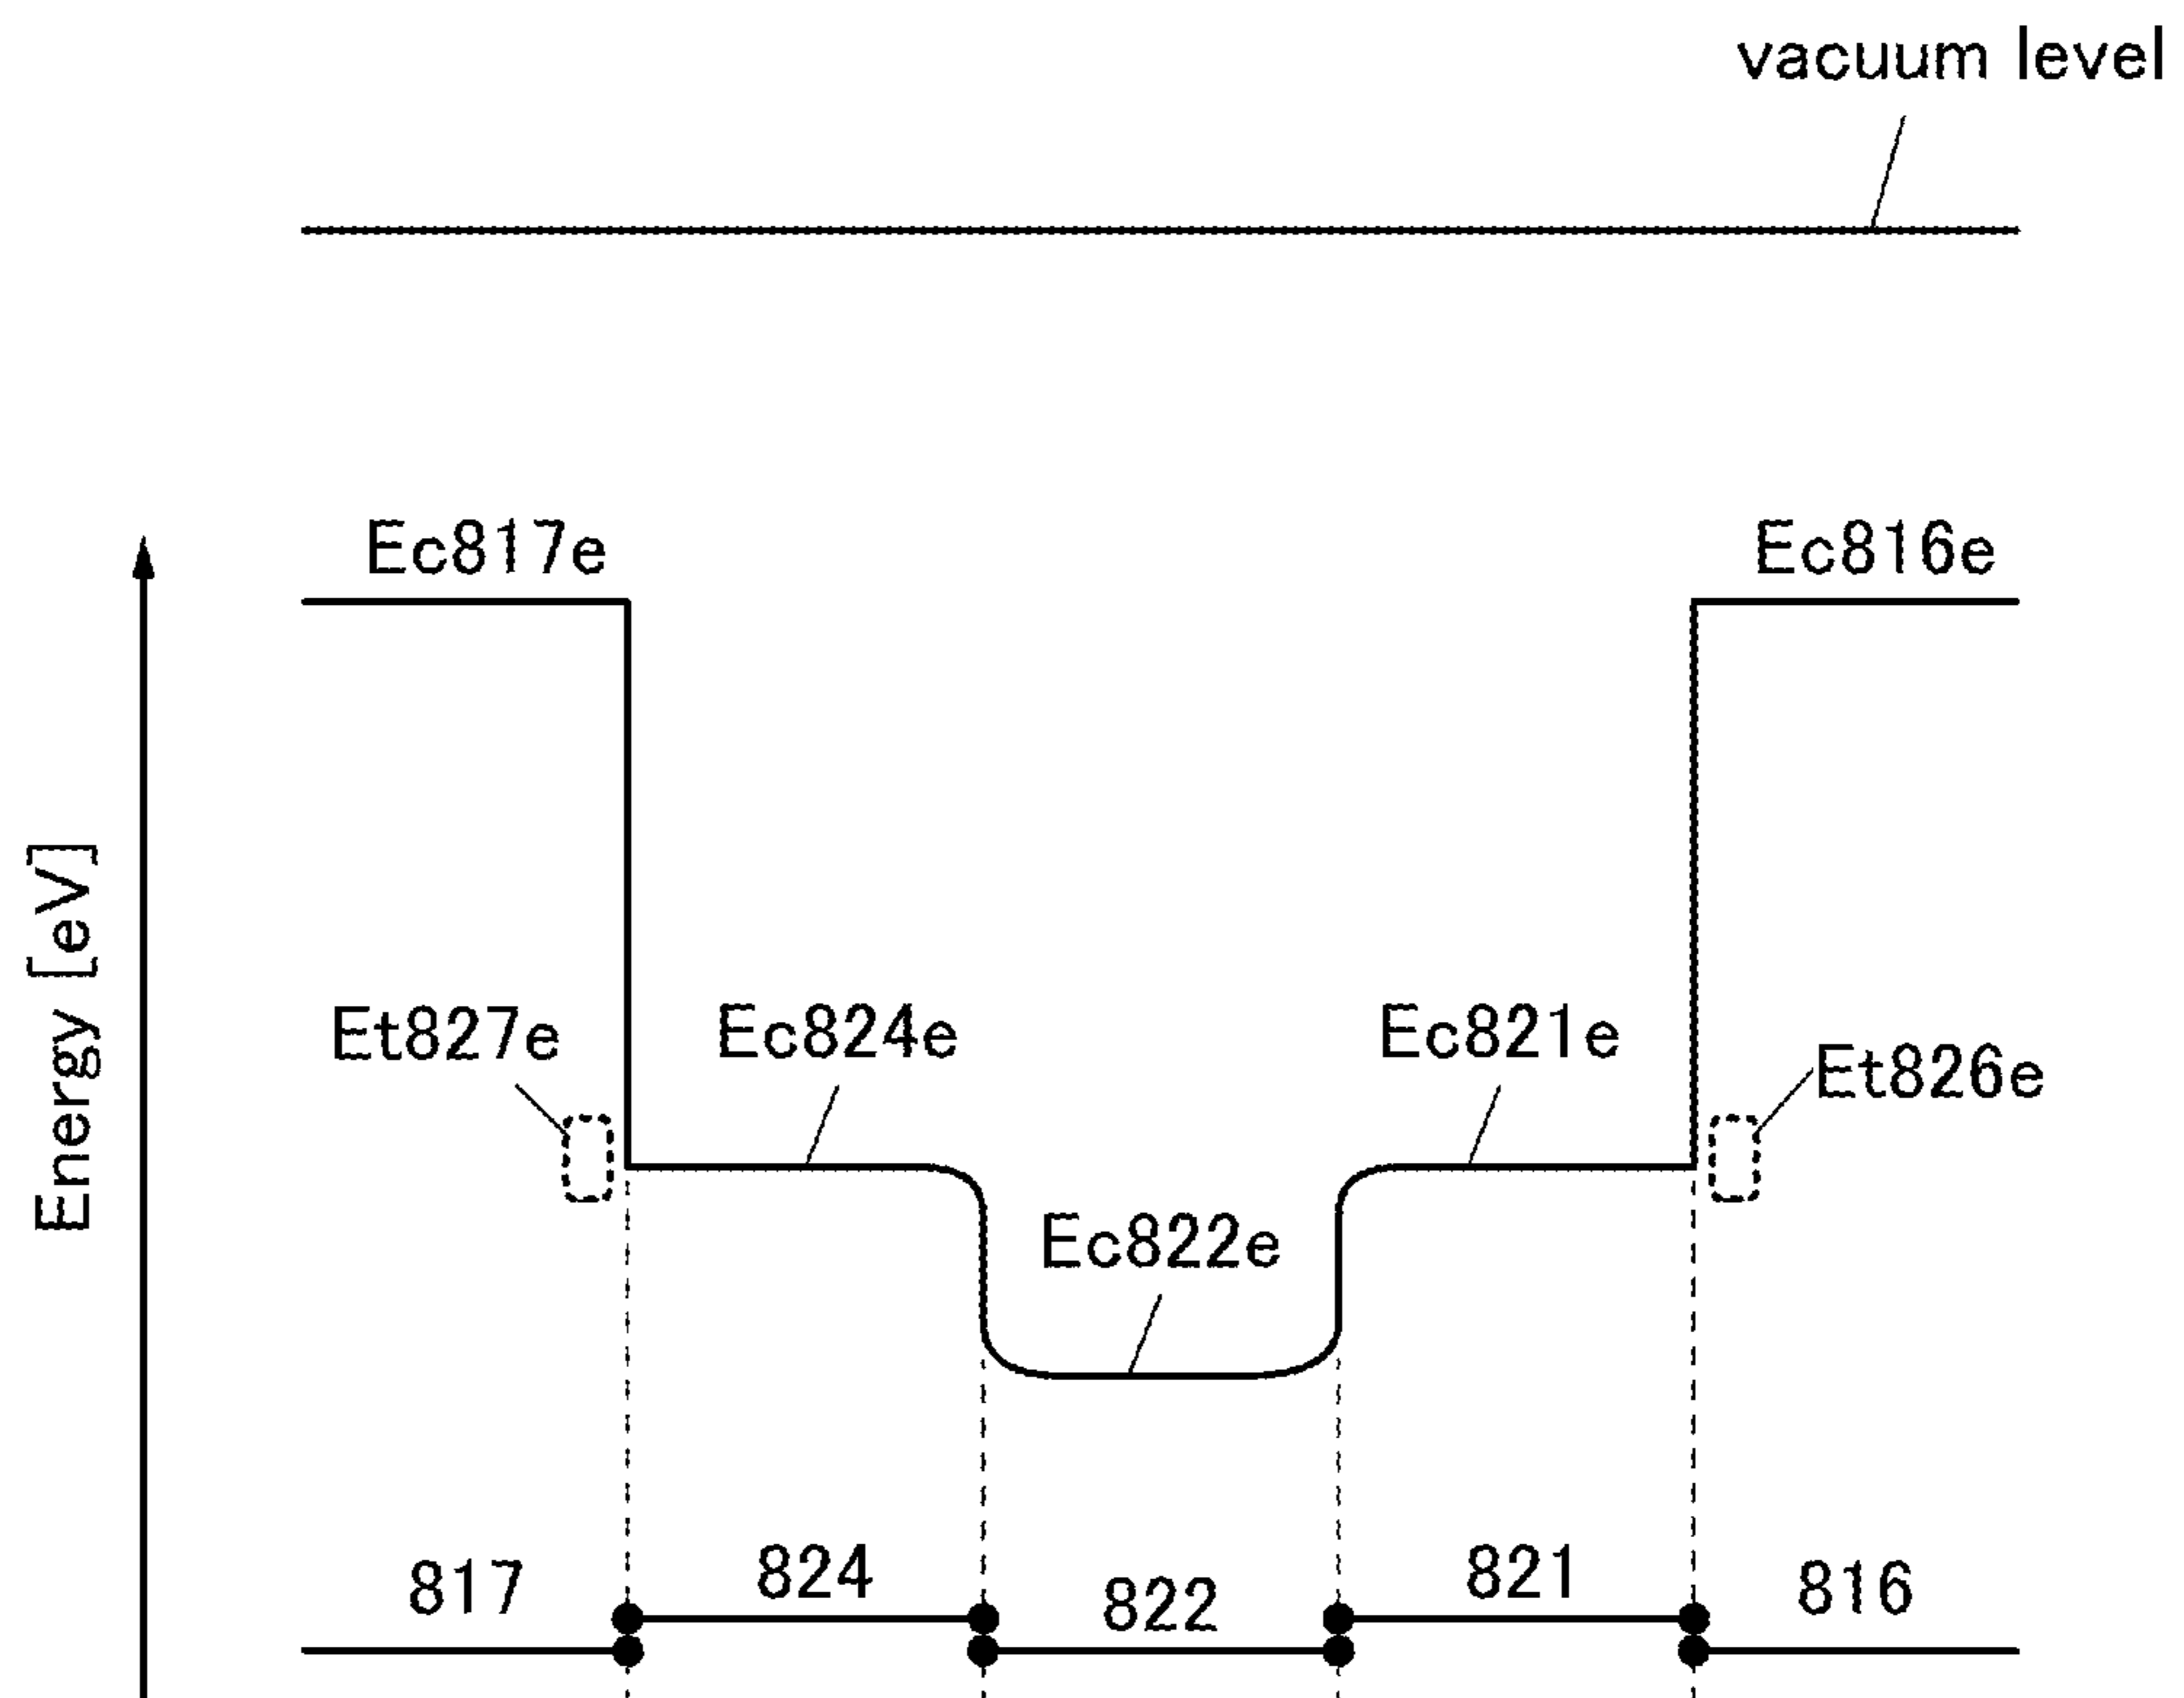 vacuum level
Ec817e
Ec816e
Energy [eV]
Et827e
Ec824e
Ec821e
Et826e
Ec822e
817
824
822
821
816